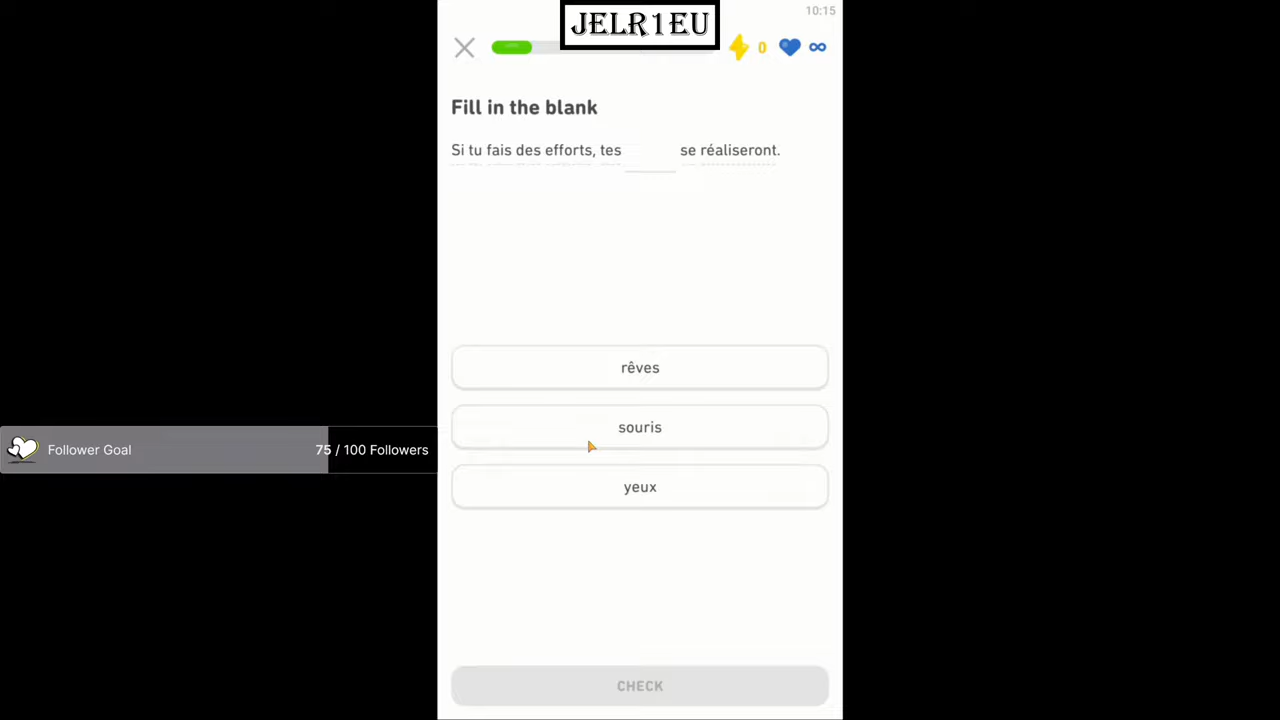 JELR1EU
10:15
0 ∞
Fill in the blank
Si tu fais des efforts, tes se réaliseront.
rêves
souris
Follower Goal 75 / 100 Followers
yeux
CHECK